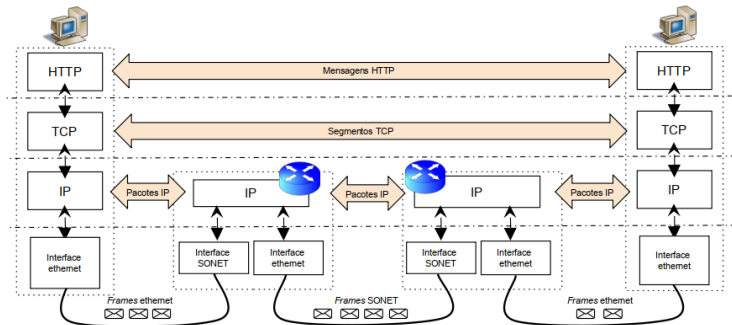 HTTP
Mensagens HTTP
HTTP
TCP
Segmentos TCP
TCP
IP
Pacotes IP
IP
Pacotes IP
IP
Pacotes IP
IP
Interface
ethernet
Interface
SONET
Interface
ethernet
Interface
SONET
Interface
ethernet
Interface
ethernet
Frames ethernet
Frames SONET
Frames ethernet